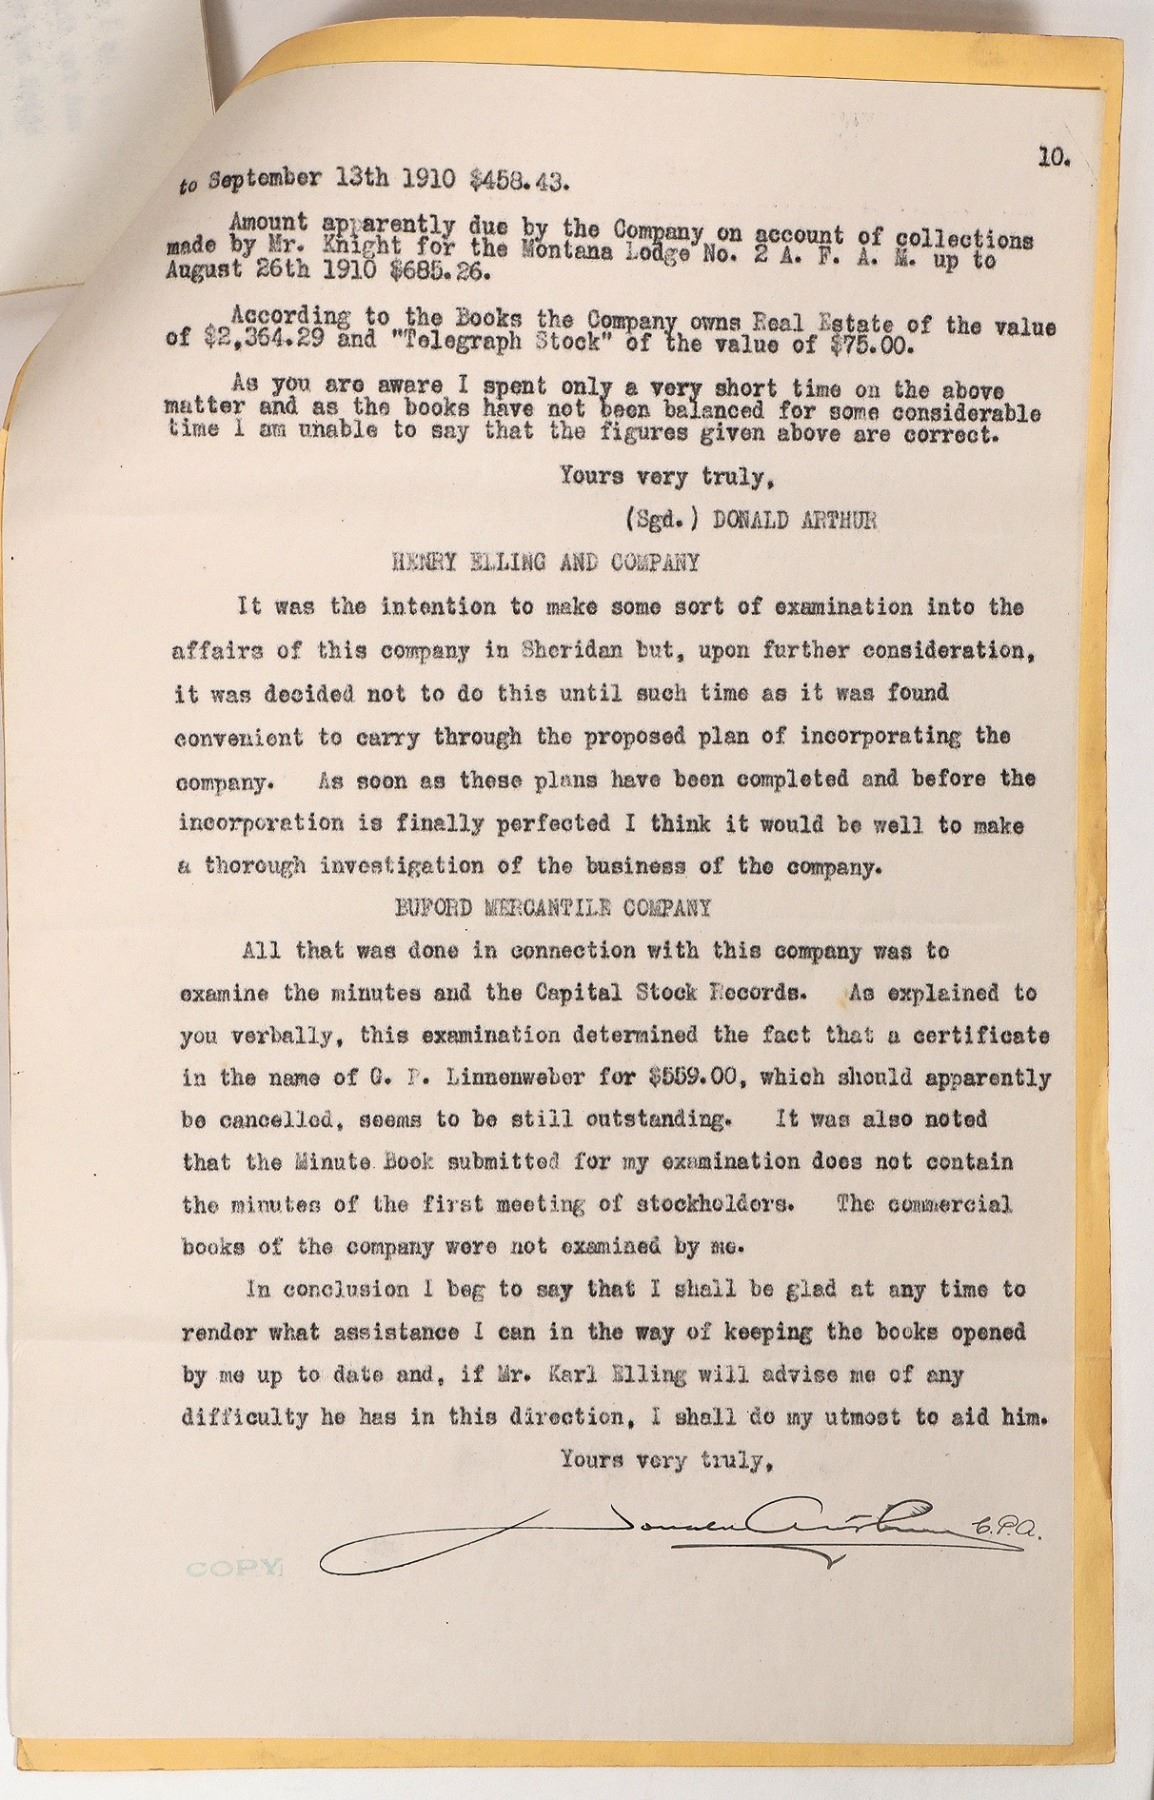 10.
to September 13th 1910 $458.43.
Amount apparently due by the Company on account of collections
made by Mr. Knight for the Montana Lodge No. 2 A. F. A. M. up to
August 26th 1910 $685.26.
According to the Books the Company owns Real Estate of the value
of $2,364.29 and "Telegraph Stock" of the value of $75.00.
As you are aware I spent only a very short time on the above
matter and as the books have not been balanced for some considerable
time I am unable to say that the figures given above are correct.
Yours very truly,
(Sgd.) DONALD ARTHUR
HENRY ELLING AND COMPANY
It was the intention to make some sort of examination into the
affairs of this company in Sheridan but, upon further consideration,
it was decided not to do this until such time as it was found
convenient to carry through the proposed plan of incorporating the
company. As soon as these plans have been completed and before the
incorporation is finally perfected I think it would be well to make
a thorough investigation of the business of the company.
BUFORD MERCANTILE COMPANY
All that was done in connection with this company was to
examine the minutes and the Capital Stock Records. As explained to
you verbally, this examination determined the fact that a certificate
in the name of G. P. Linnenweber for $559.00, which should apparently
be cancelled, seems to be still outstanding. It was also noted
that the Minute Book submitted for my examination does not contain
the minutes of the first meeting of stockholders. The commercial
books of the company were not examined by me.
In conclusion I beg to say that I shall be glad at any time to
render what assistance I can in the way of keeping the books opened
by me up to date and, if Mr. Karl Elling will advise me of any
difficulty he has in this direction, I shall do my utmost to aid him.
Yours very truly,
Donald Arthur C.P.A.
COPY